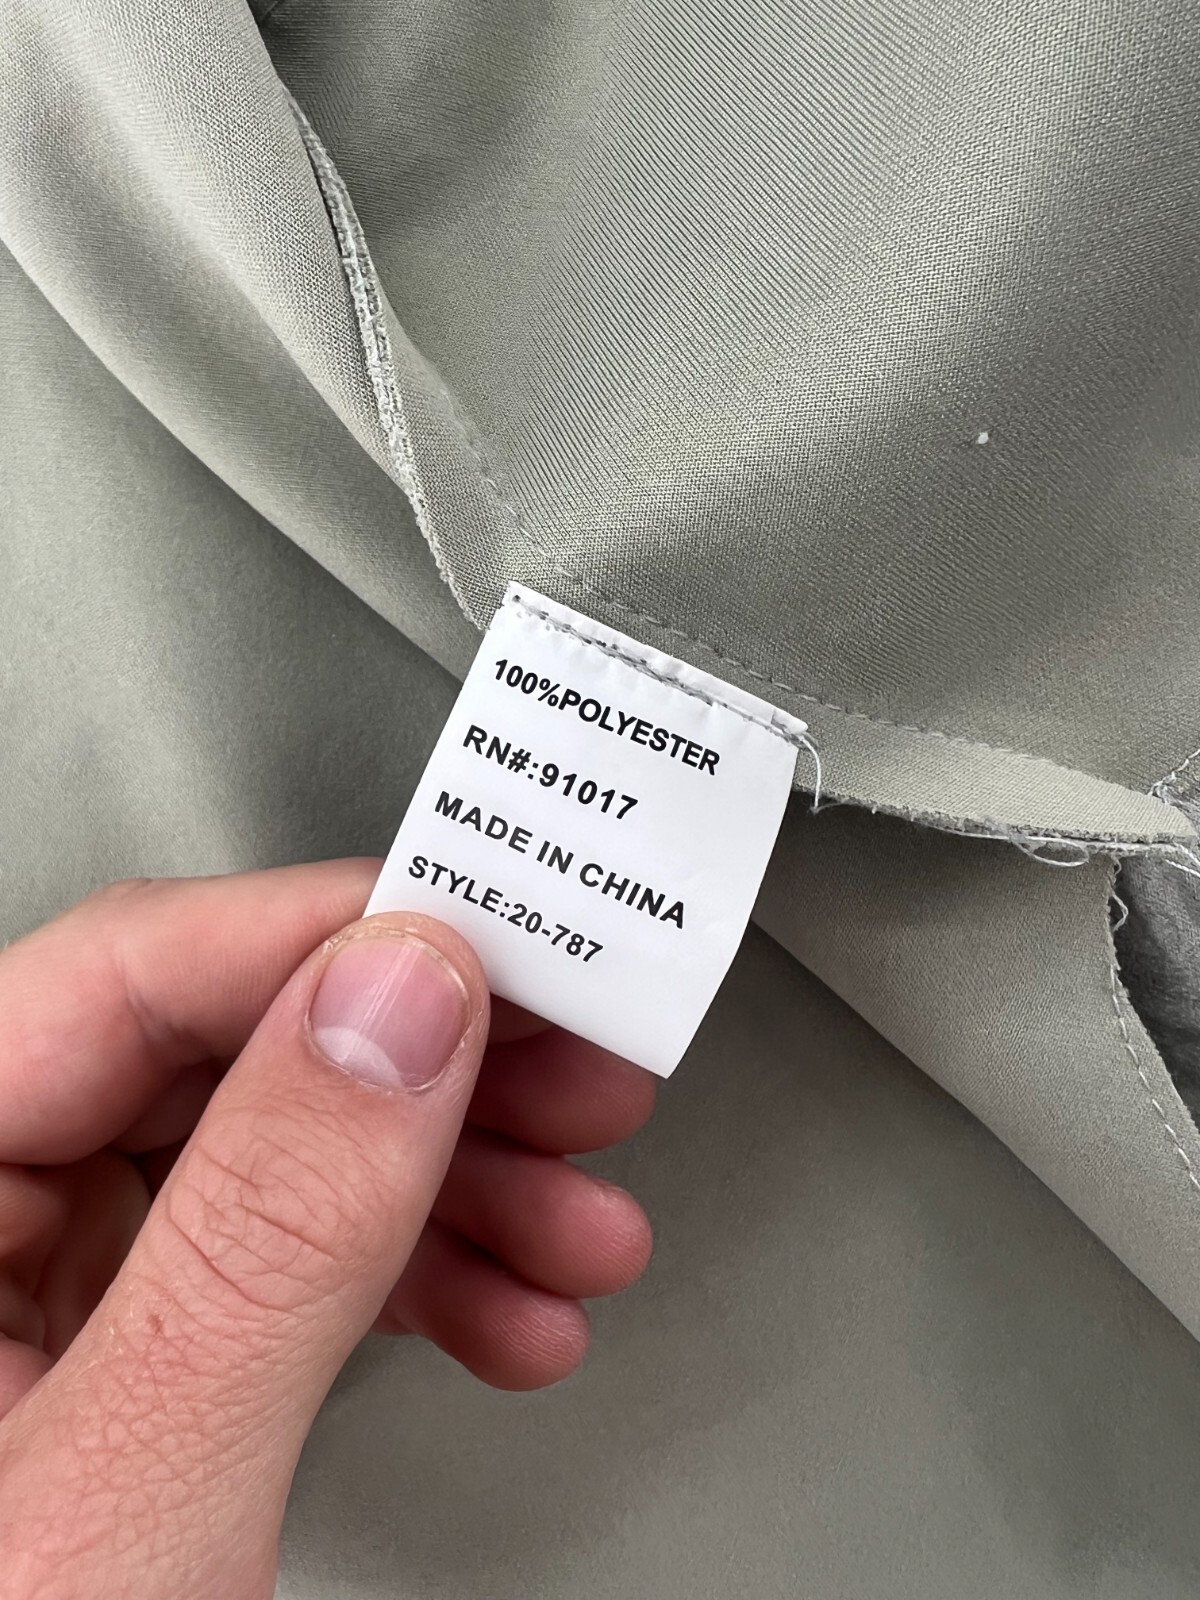 100%POLYESTER
RN#:91017
MADE IN CHINA
STYLE:20-787